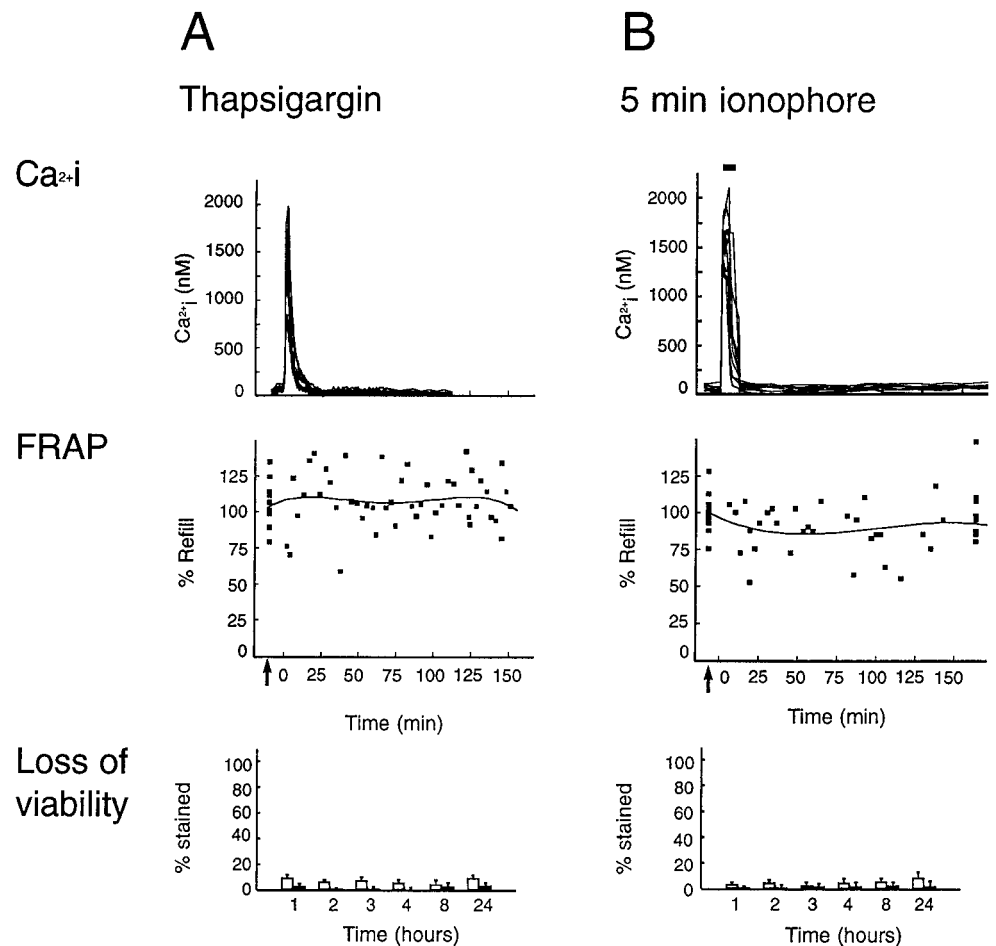 A
B
Thapsigargin
5 min ionophore
Ca2+i
Ca2+i (nM)
2000
1500
1000
500
0
Ca2+i (nM)
2000
1500
1000
500
0
FRAP
% Refill
125
100
75
50
25
0
0 25 50 75 100 125 150
Time (min)
% Refill
125
100
75
50
25
0
0 25 50 75 100 125 150
Time (min)
Loss of
viability
% stained
100
80
60
40
20
0
1 2 3 4 8 24
Time (hours)
% stained
100
80
60
40
20
0
1 2 3 4 8 24
Time (hours)